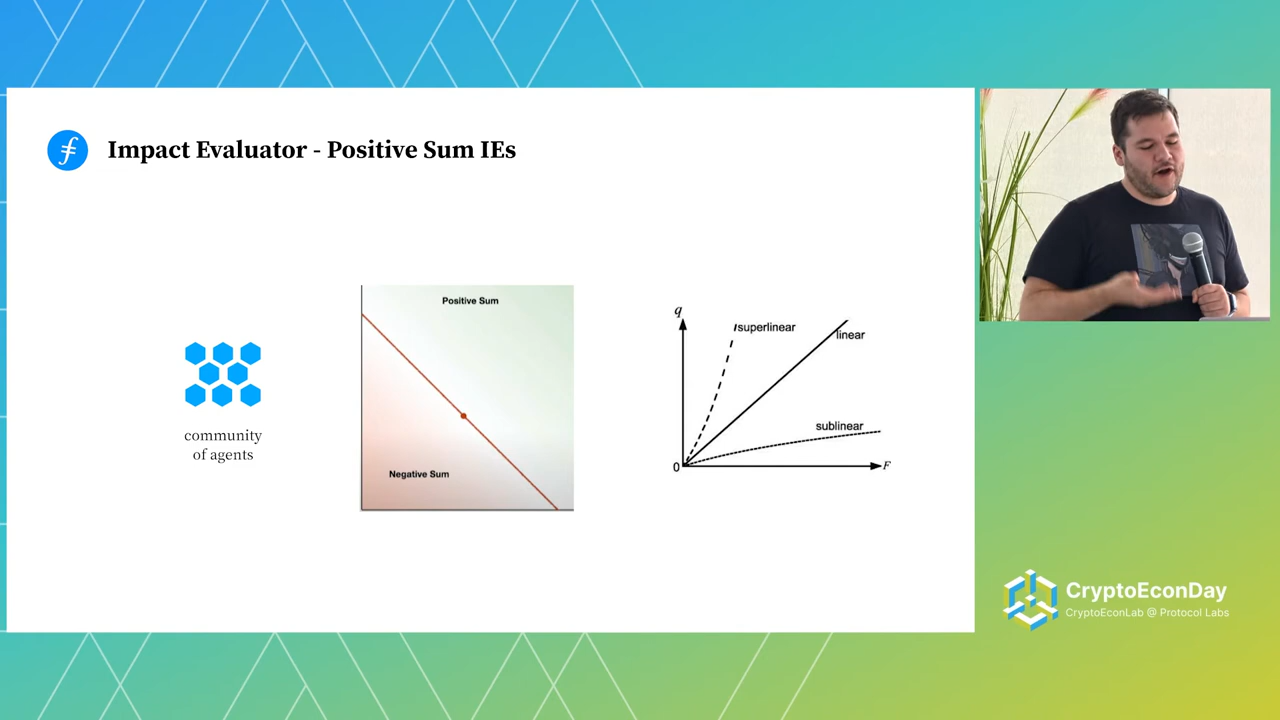 Impact Evaluator - Positive Sum IEs
community
of agents
Positive Sum
Negative Sum
q
superlinear
linear
sublinear
0
F
CryptoEconDay
CryptoEconLab @ Protocol Labs